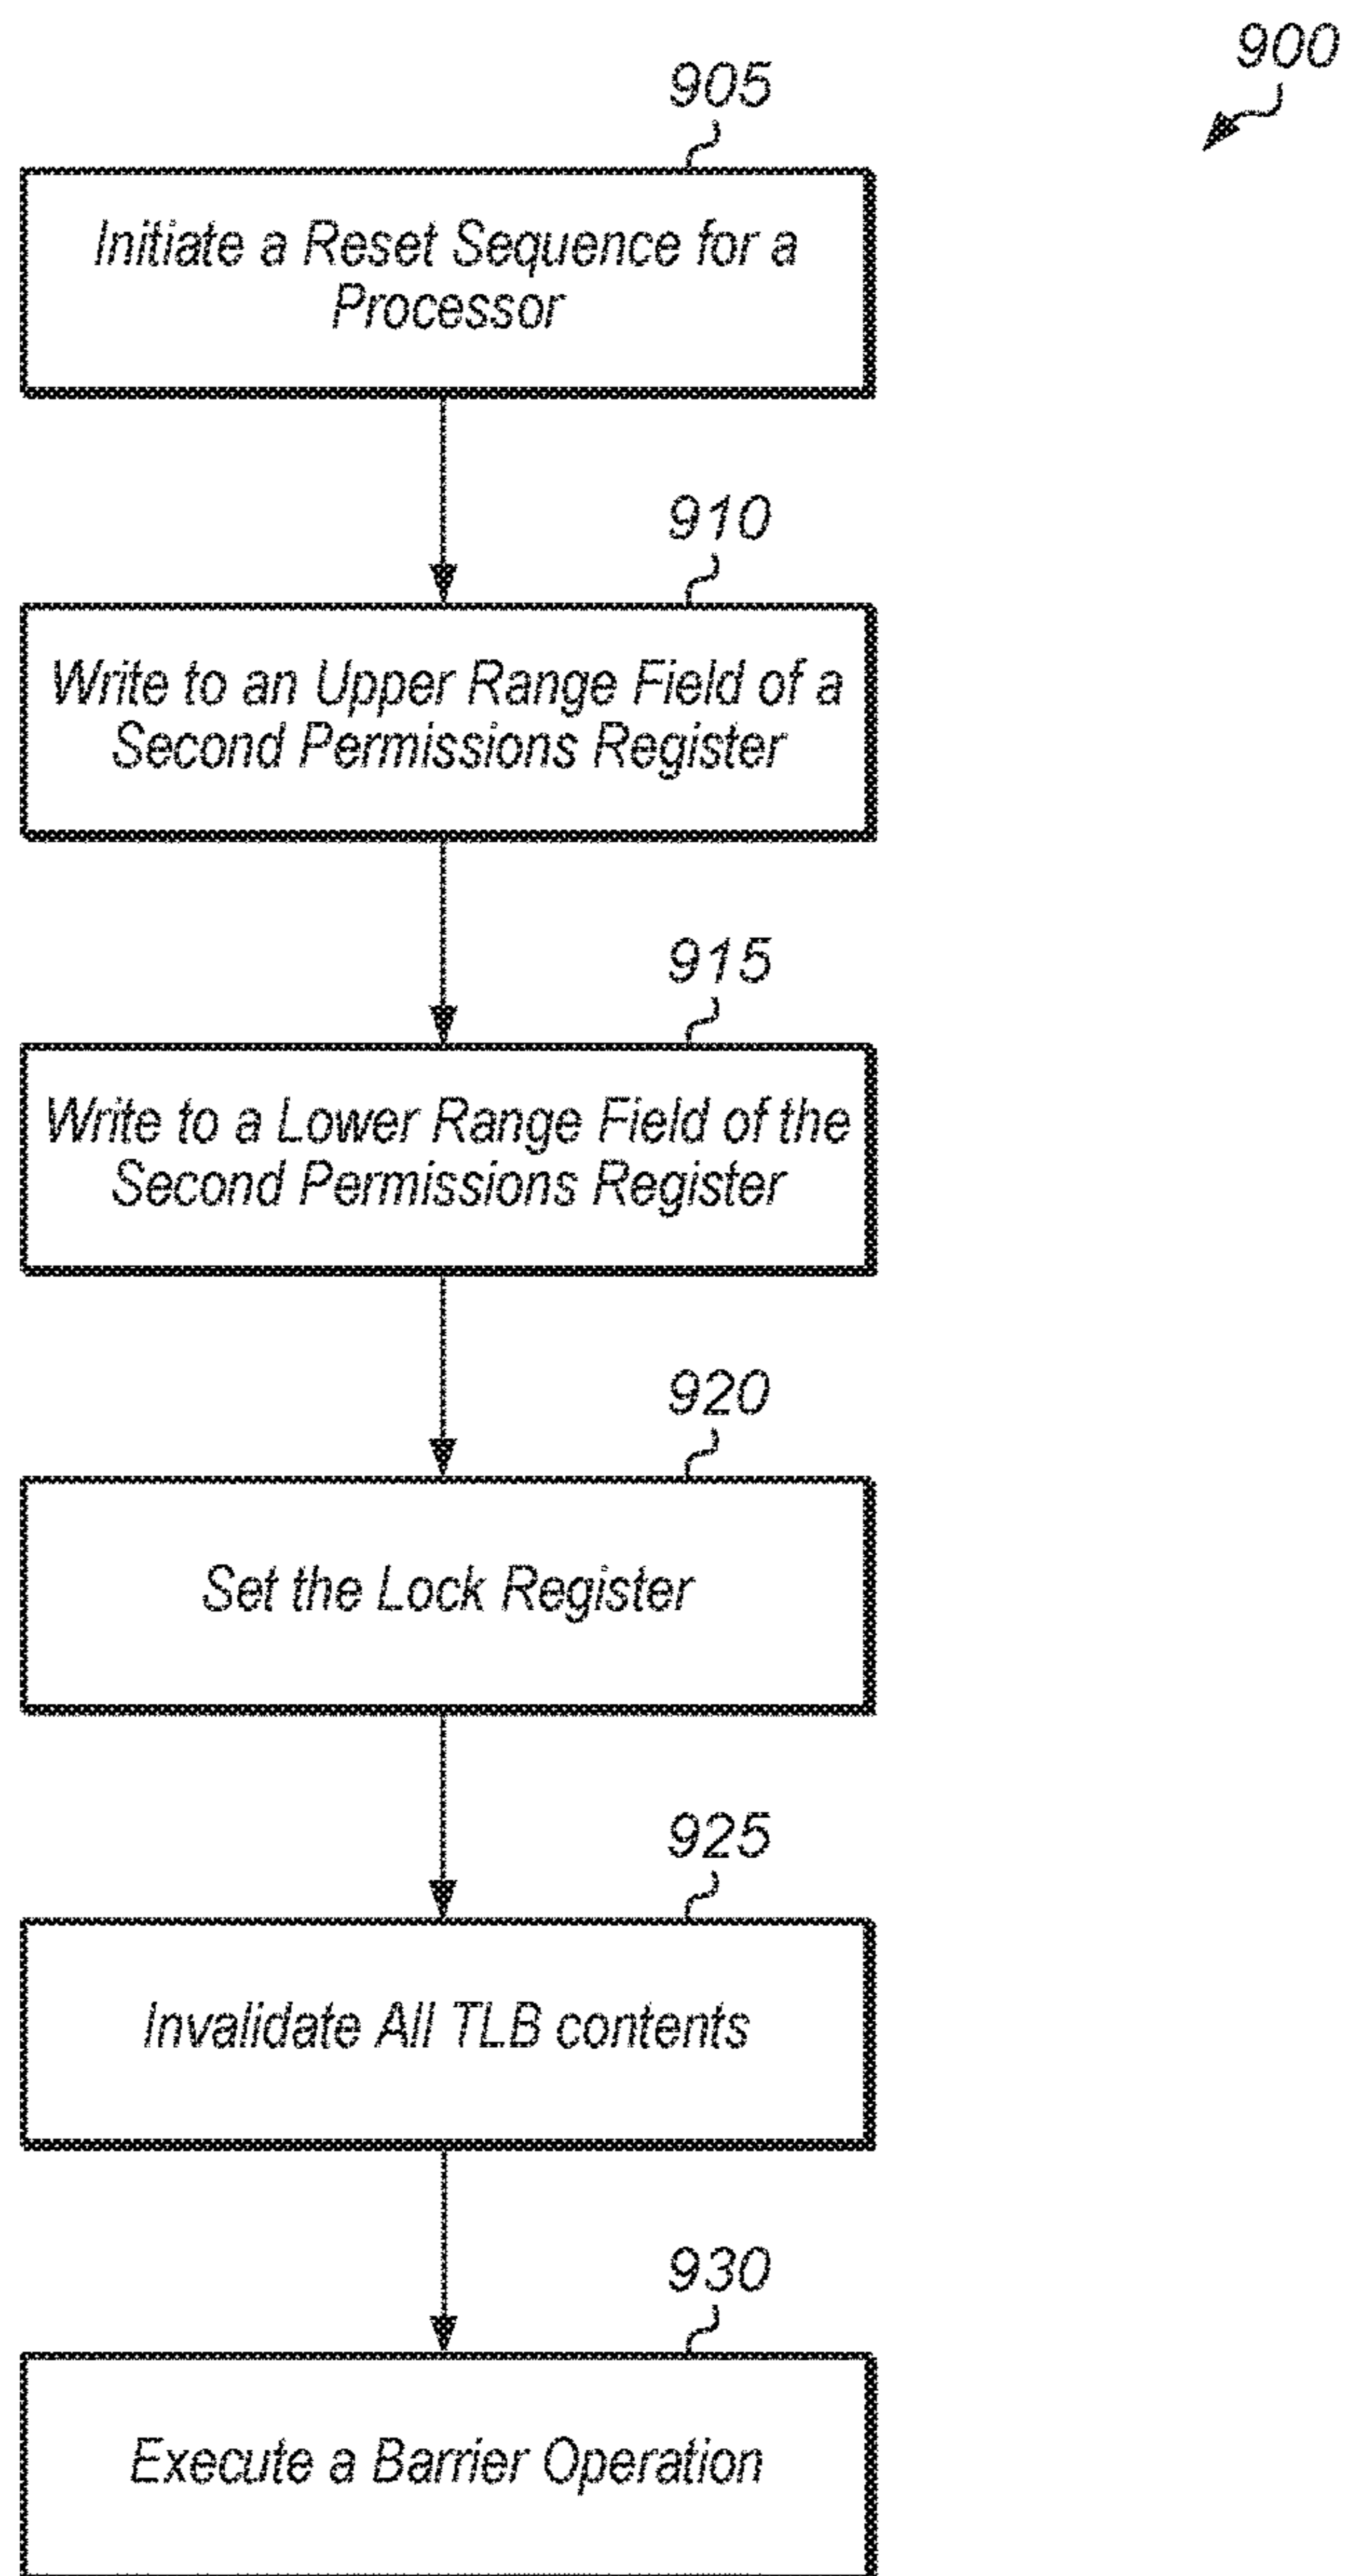 900
905
Initiate a Reset Sequence for a
Processor
910
Write to an Upper Range Field of a
Second Permissions Register
915
Write to a Lower Range Field of the
Second Permissions Register
920
Set the Lock Register
925
Invalidate All TLB contents
930
Execute a Barrier Operation